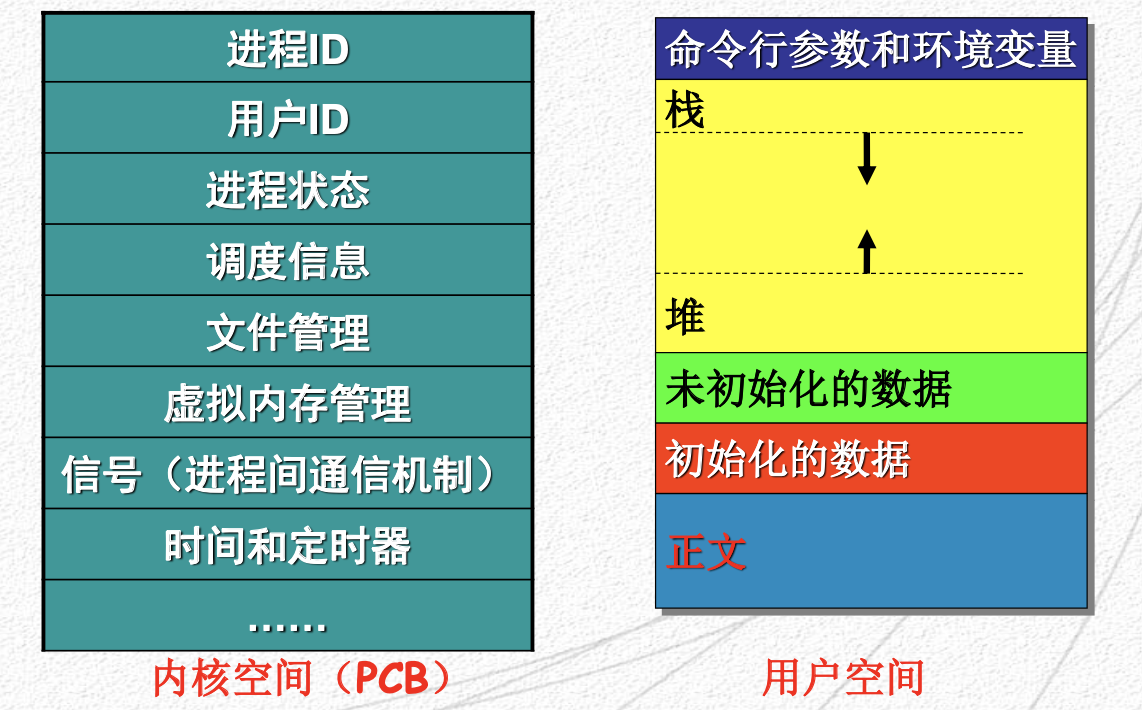 进程ID
用户ID
进程状态
调度信息
文件管理
虚拟内存管理
信号（进程间通信机制）
时间和定时器
……
内核空间（PCB）
命令行参数和环境变量
栈
堆
未初始化的数据
初始化的数据
正文
用户空间